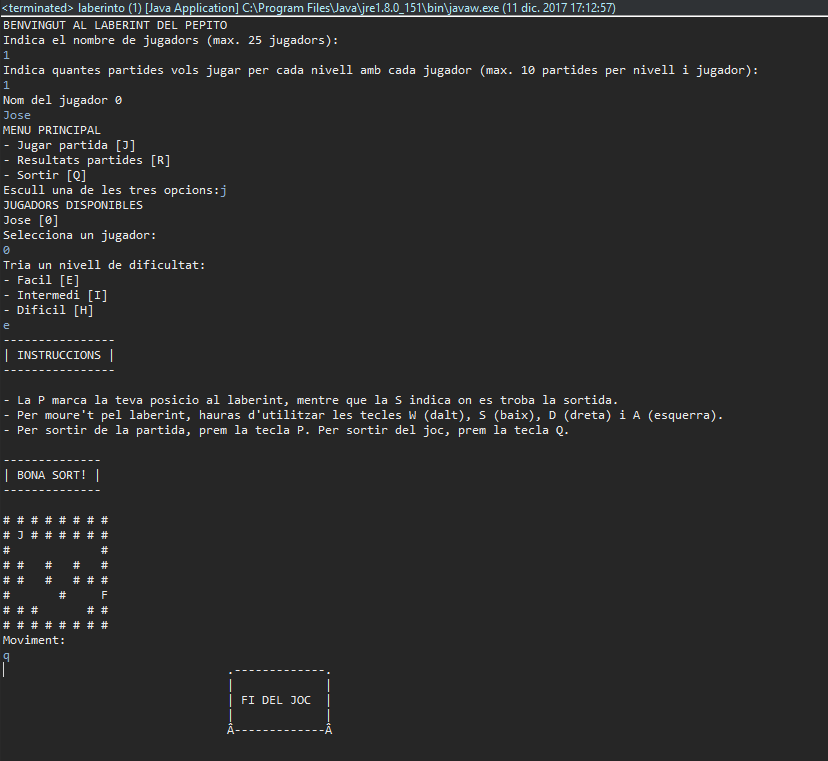 <terminated> laberinto (1) [Java Application] C:\Program Files\Java\jre1.8.0_151\bin\javaw.exe (11 dic. 2017 17:12:57)
BENVINGUT AL LABERINT DEL PEPITO
Indica el nombre de jugadors (max. 25 jugadors):
1
Indica quantes partides vols jugar per cada nivell amb cada jugador (max. 10 partides per nivell i jugador):
1
Nom del jugador 0
Jose
MENU PRINCIPAL
- Jugar partida [J]
- Resultats partides [R]
- Sortir [Q]
Escull una de les tres opcions:j
JUGADORS DISPONIBLES
Jose [0]
Selecciona un jugador:
0
Tria un nivell de dificultat:
- Facil [E]
- Intermedi [I]
- Dificil [H]
e
----------------
| INSTRUCCIONS |
----------------
- La P marca la teva posicio al laberint, mentre que la S indica on es troba la sortida.
- Per moure't pel laberint, hauras d'utilitzar les tecles W (dalt), S (baix), D (dreta) i A (esquerra).
- Per sortir de la partida, prem la tecla P. Per sortir del joc, prem la tecla Q.
--------------
| BONA SORT! |
--------------
# # # # # # # #
# J # # # # # #
#             #
# #   #   #   #
# #   #   # # #
#       #     F
# # #       # #
# # # # # # # #
Moviment:
q
.-------------.
|             |
| FI DEL JOC  |
|             |
Â-------------Â